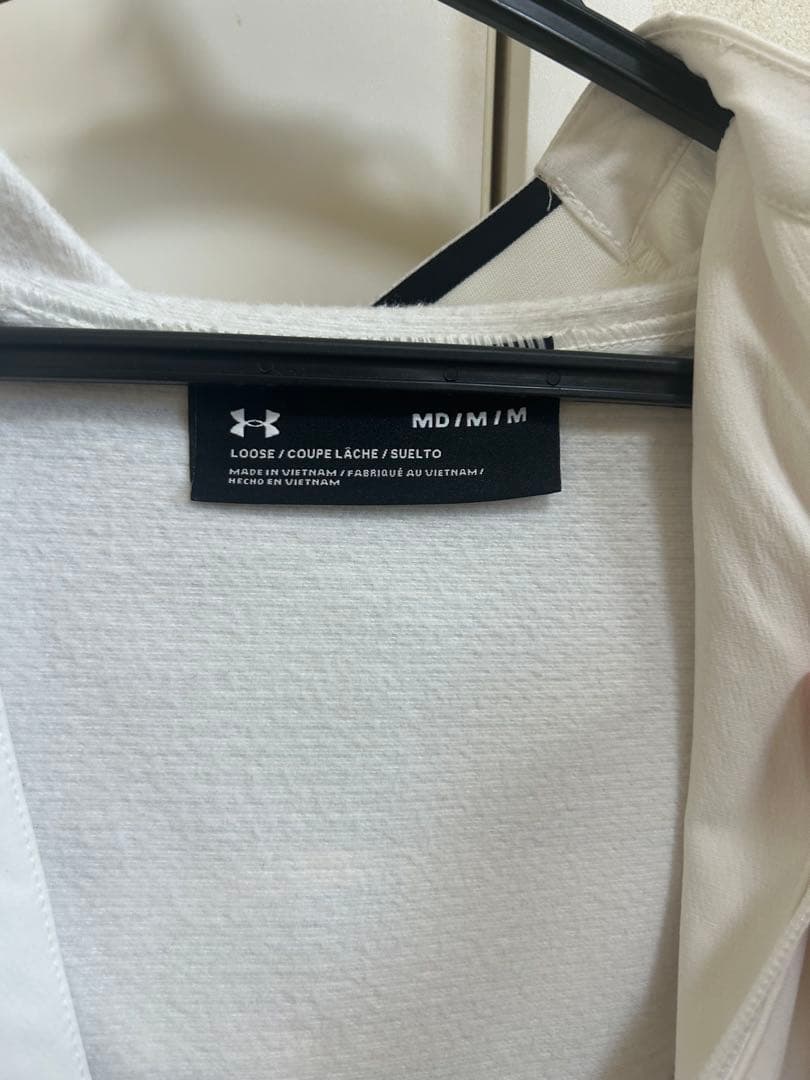 MD / M / M
LOOSE / COUPE LÂCHE / SUELTO
MADE IN VIETNAM / FABRIQUÉ AU VIETNAM /
HECHO EN VIETNAM